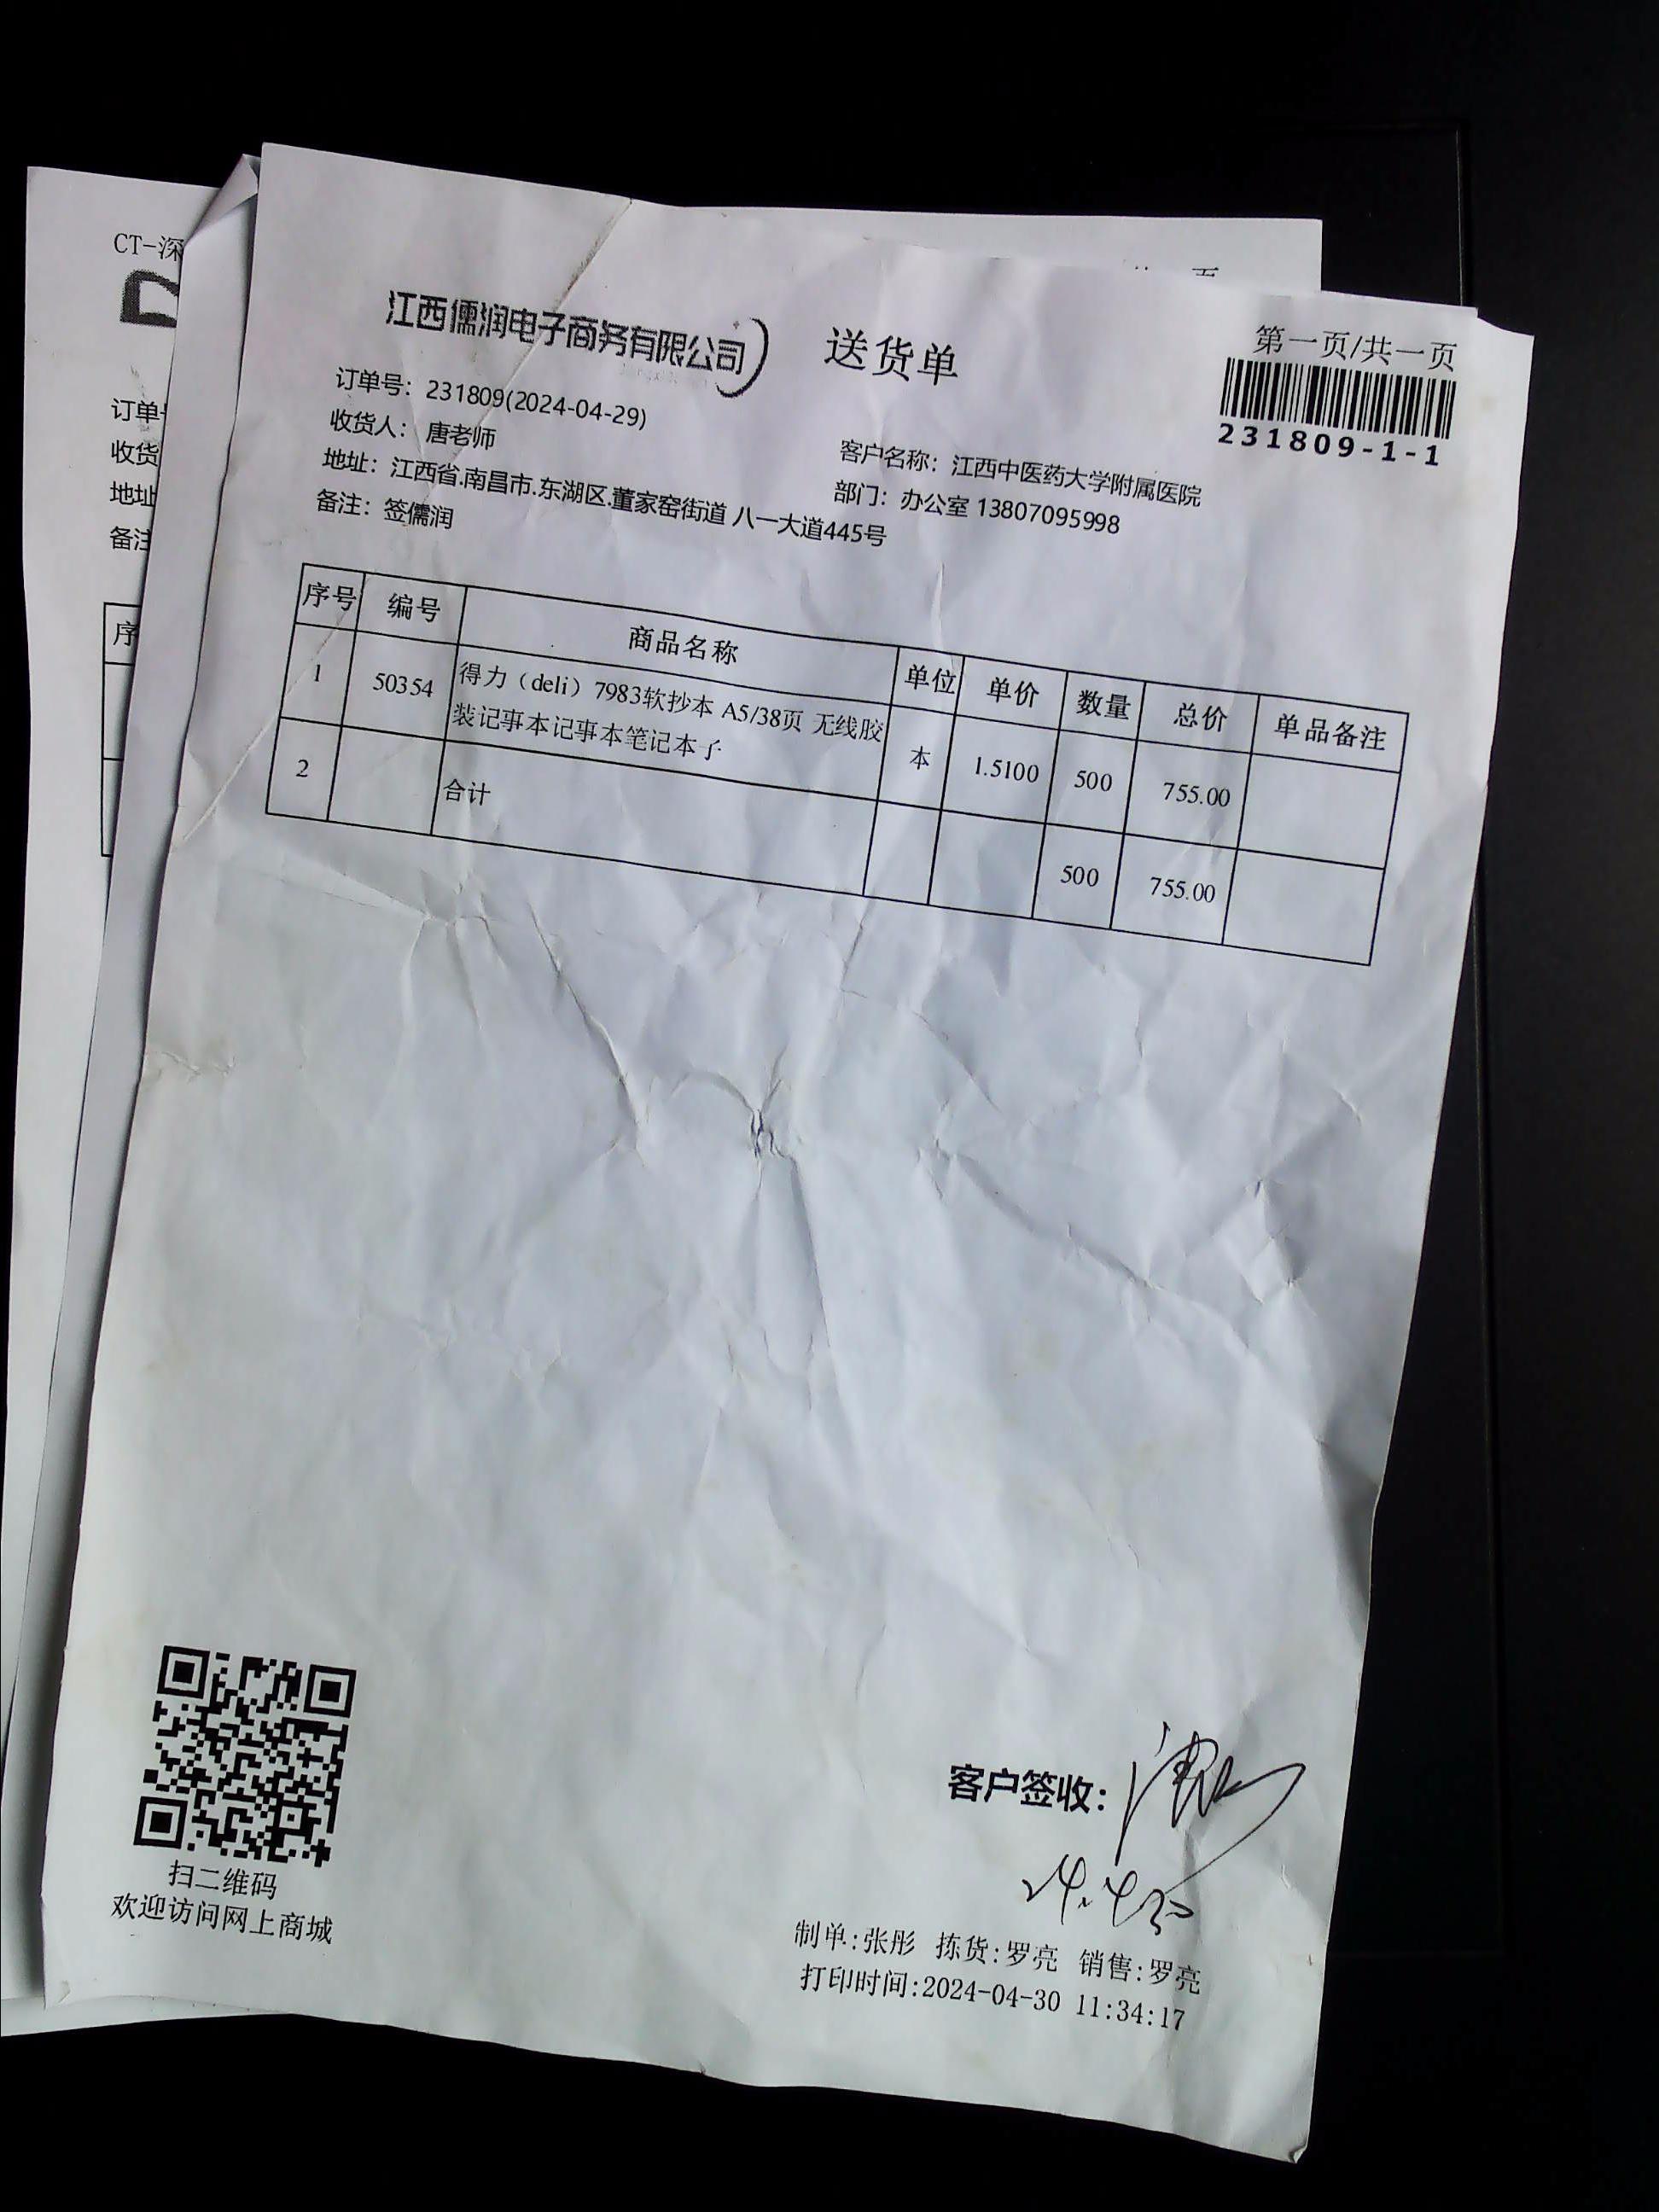 CT-深
订单
收货
地址
备注
序
江西儒润电子商务有限公司
送货单
第一页/共一页
231809-1-1
订单号: 231809(2024-04-29)
收货人: 唐老师
客户名称: 江西中医药大学附属医院
地址: 江西省.南昌市.东湖区.董家窑街道 八一大道445号
部门: 办公室 13807095998
备注: 签儒润
序号 编号 商品名称 单位 单价 数量 总价 单品备注
1 50354 得力（deli）7983软抄本 A5/38页 无线胶 本 1.5100 500 755.00
装记事本记事本笔记本子
2 合计 500 755.00
扫二维码
欢迎访问网上商城
客户签收:
24.4.30
制单:张彤 拣货:罗亮 销售:罗亮
打印时间:2024-04-30 11:34:17